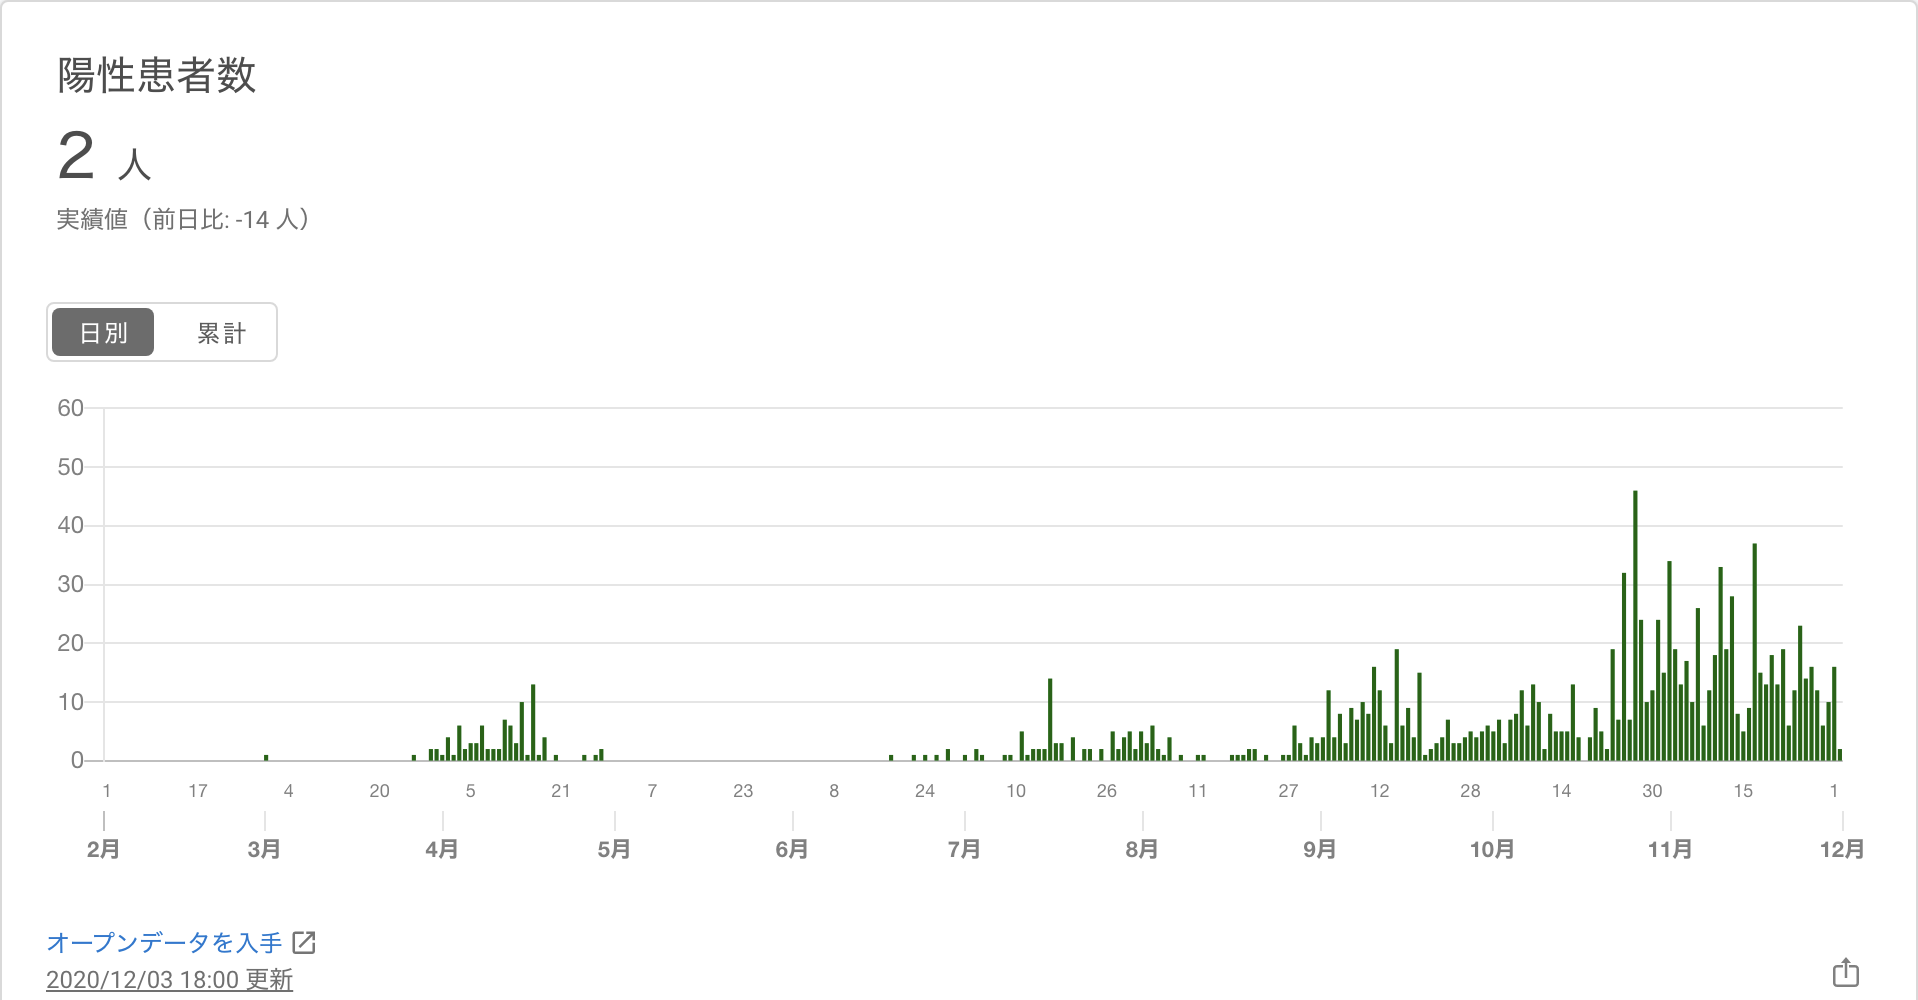 陽性患者数
2 人
実績値（前日比: -14 人）
日別 累計
60
50
40
30
20
10
0
1 17 4 20 5 21 7 23 8 24 10 26 11 27 12 28 14 30 15 1
2月 3月 4月 5月 6月 7月 8月 9月 10月 11月 12月
オープンデータを入手
2020/12/03 18:00 更新